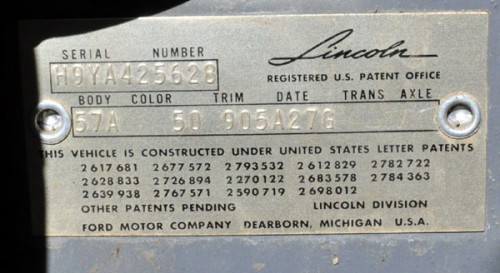 SERIAL NUMBER Lincoln
H9YA425628
REGISTERED U.S. PATENT OFFICE
BODY COLOR TRIM DATE TRANS AXLE
57A 50 905A27G
THIS VEHICLE IS CONSTRUCTED UNDER UNITED STATES LETTER PATENTS
2 617 681 2 677 572 2 793 532 2 612 829 2 782 722
2 628 833 2 726 894 2 270 122 2 683 578 2 784 363
2 639 938 2 767 571 2 590 719 2 698 012
OTHER PATENTS PENDING LINCOLN DIVISION
FORD MOTOR COMPANY DEARBORN, MICHIGAN U.S.A.